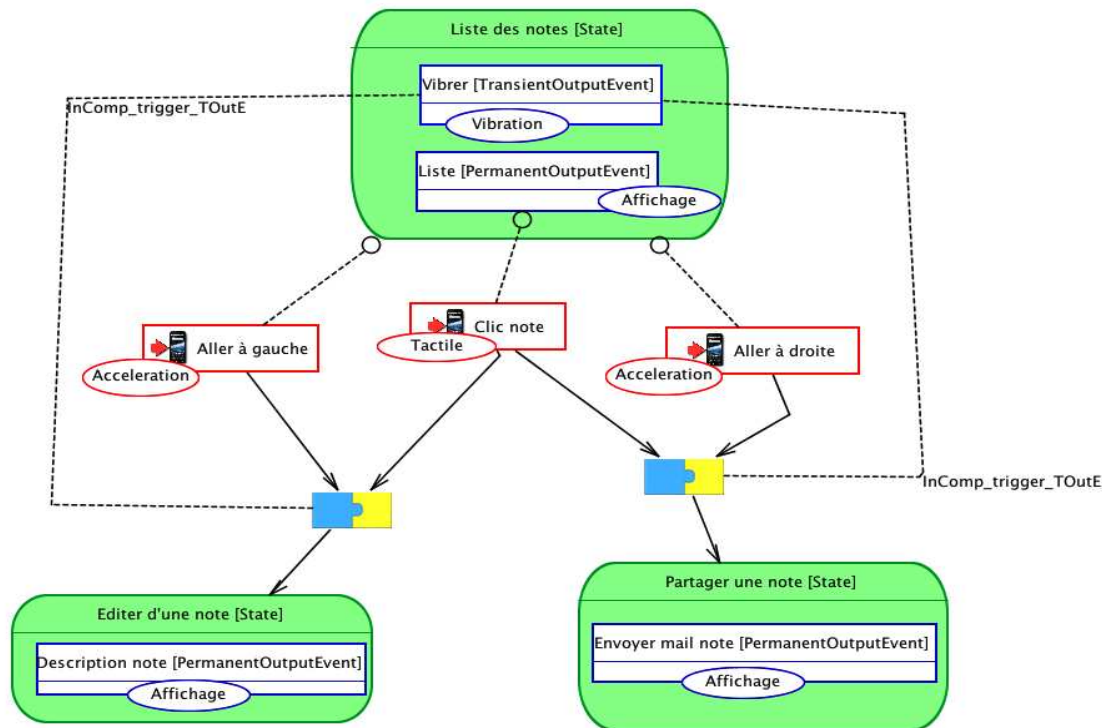 Liste des notes [State]
Vibrer [TransientOutputEvent]
InComp_trigger_TOutE
Vibration
Liste [PermanentOutputEvent]
Affichage
Clic note
Tactile
Aller à gauche
Acceleration
Aller à droite
Acceleration
InComp_trigger_TOutE
Partager une note [State]
Editer d'une note [State]
Envoyer mail note [PermanentOutputEvent]
Description note [PermanentOutputEvent]
Affichage
Affichage